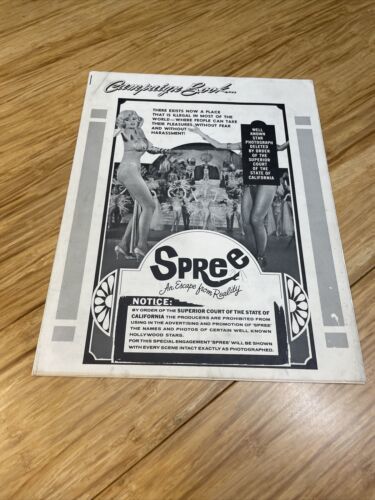 Campaign Book...
THERE EXISTS NOW A PLACE
THAT IS ILLEGAL IN MOST OF THE
WORLD—WHERE PEOPLE CAN TAKE
THEIR PLEASURES WITHOUT FEAR
AND WITHOUT
HARASSMENT!
WELL
KNOWN
STAR
PHOTOGRAPH
DELETED
BY ORDER
OF THE
SUPERIOR
COURT
OF THE
STATE OF
CALIFORNIA
SPREE
An Escape from Reality
NOTICE:
BY ORDER OF THE SUPERIOR COURT OF THE STATE OF
CALIFORNIA THE PRODUCERS ARE PROHIBITED FROM
USING IN THE ADVERTISING AND PROMOTION OF 'SPREE'
THE NAMES AND PHOTOS OF CERTAIN WELL KNOWN
HOLLYWOOD STARS.
FOR THIS SPECIAL ENGAGEMENT 'SPREE' WILL BE SHOWN
WITH EVERY SCENE INTACT EXACTLY AS PHOTOGRAPHED.